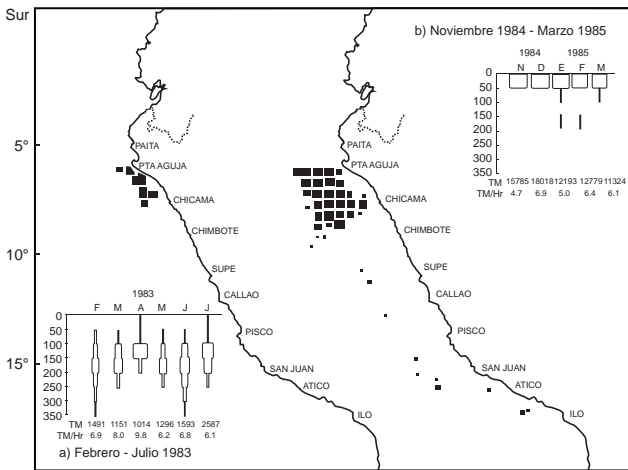 Sur
b) Noviembre 1984 - Marzo 1985
1984 1985
N D E F M
0
50
100
150
200
250
300
350
TM 15785 18018 12193 12779 11324
TM/Hr 4.7 6.9 5.0 6.4 6.1
5°
10°
15°
PAITA
PTA AGUJA
CHICAMA
CHIMBOTE
SUPE
CALLAO
PISCO
SAN JUAN
ATICO
ILO
PAITA
PTA AGUJA
CHICAMA
CHIMBOTE
SUPE
CALLAO
PISCO
SAN JUAN
ATICO
ILO
1983
F M A M J J
0
50
100
150
200
250
300
350
TM 1491 1151 1014 1296 1593 2587
TM/Hr 6.9 8.0 9.8 6.2 6.8 6.1
a) Febrero - Julio 1983